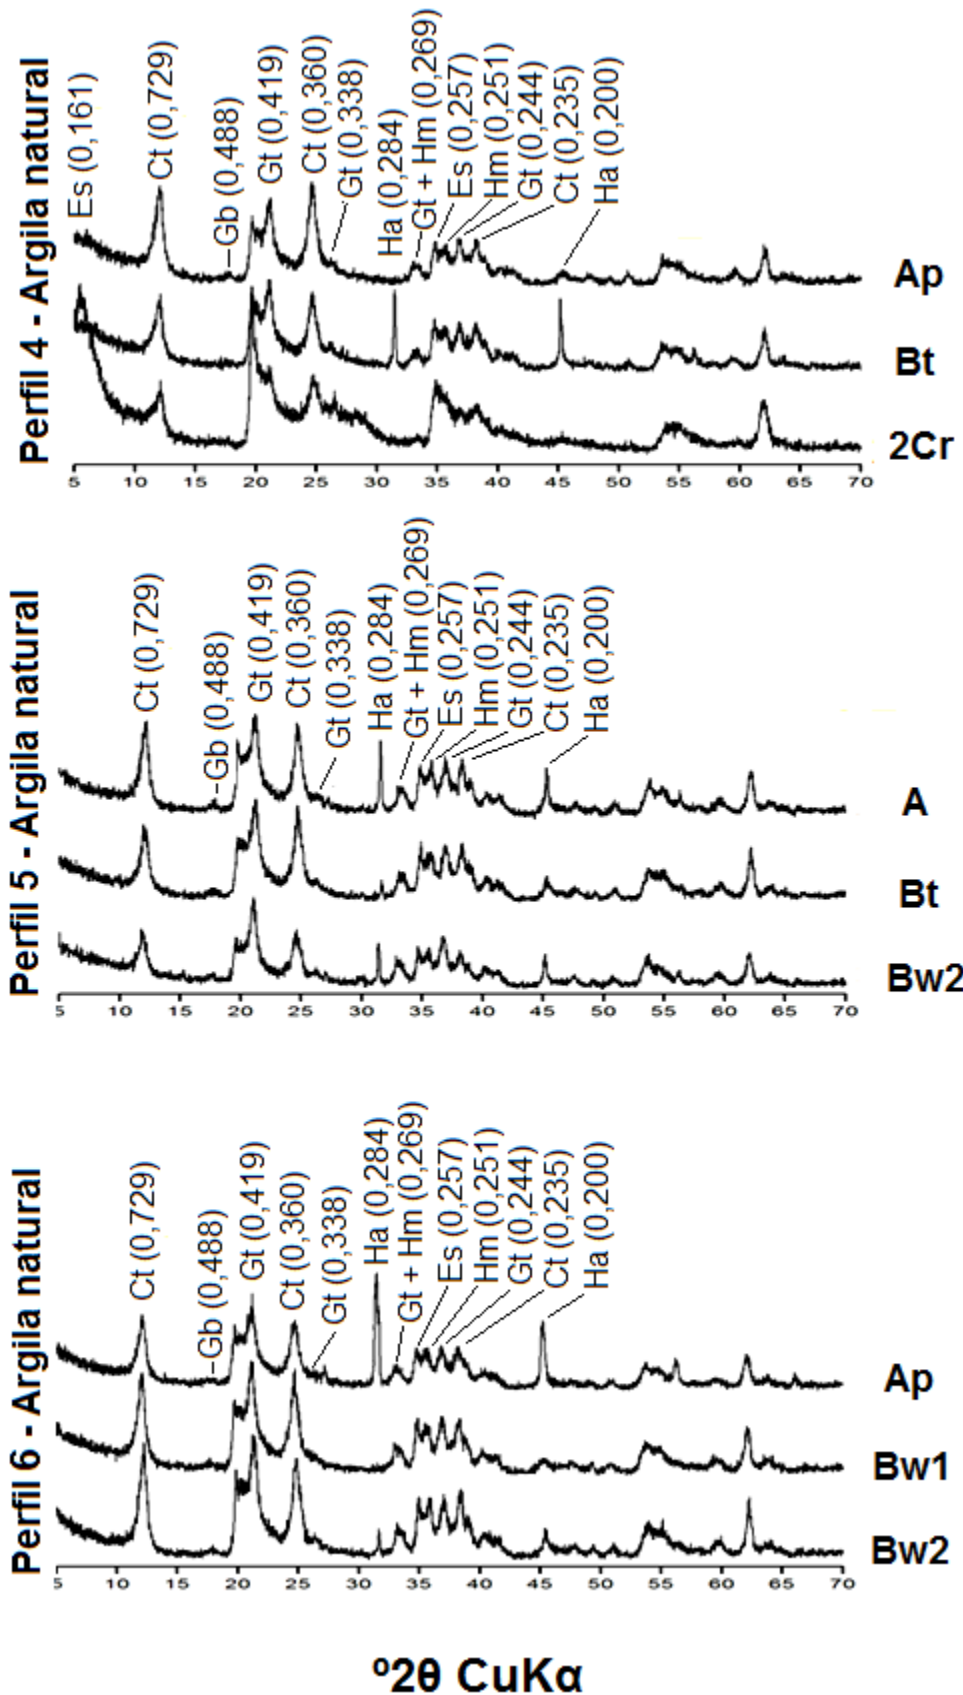 Perfil 4 - Argila natural
Es (0,161)
Ct (0,729)
Gb (0,488)
Gt (0,419)
Ct (0,360)
Gt (0,338)
Ha (0,284)
Gt + Hm (0,269)
Es (0,257)
Hm (0,251)
Gt (0,244)
Ct (0,235)
Ha (0,200)
Ap
Bt
2Cr
5 10 15 20 25 30 35 40 45 50 55 60 65 70
Perfil 5 - Argila natural
Ct (0,729)
Gb (0,488)
Gt (0,419)
Ct (0,360)
Gt (0,338)
Ha (0,284)
Gt + Hm (0,269)
Es (0,257)
Hm (0,251)
Gt (0,244)
Ct (0,235)
Ha (0,200)
A
Bt
Bw2
5 10 15 20 25 30 35 40 45 50 55 60 65 70
Perfil 6 - Argila natural
Ct (0,729)
Gb (0,488)
Gt (0,419)
Ct (0,360)
Gt (0,338)
Ha (0,284)
Gt + Hm (0,269)
Es (0,257)
Hm (0,251)
Gt (0,244)
Ct (0,235)
Ha (0,200)
Ap
Bw1
Bw2
5 10 15 20 25 30 35 40 45 50 55 60 65 70
º2θ CuKα